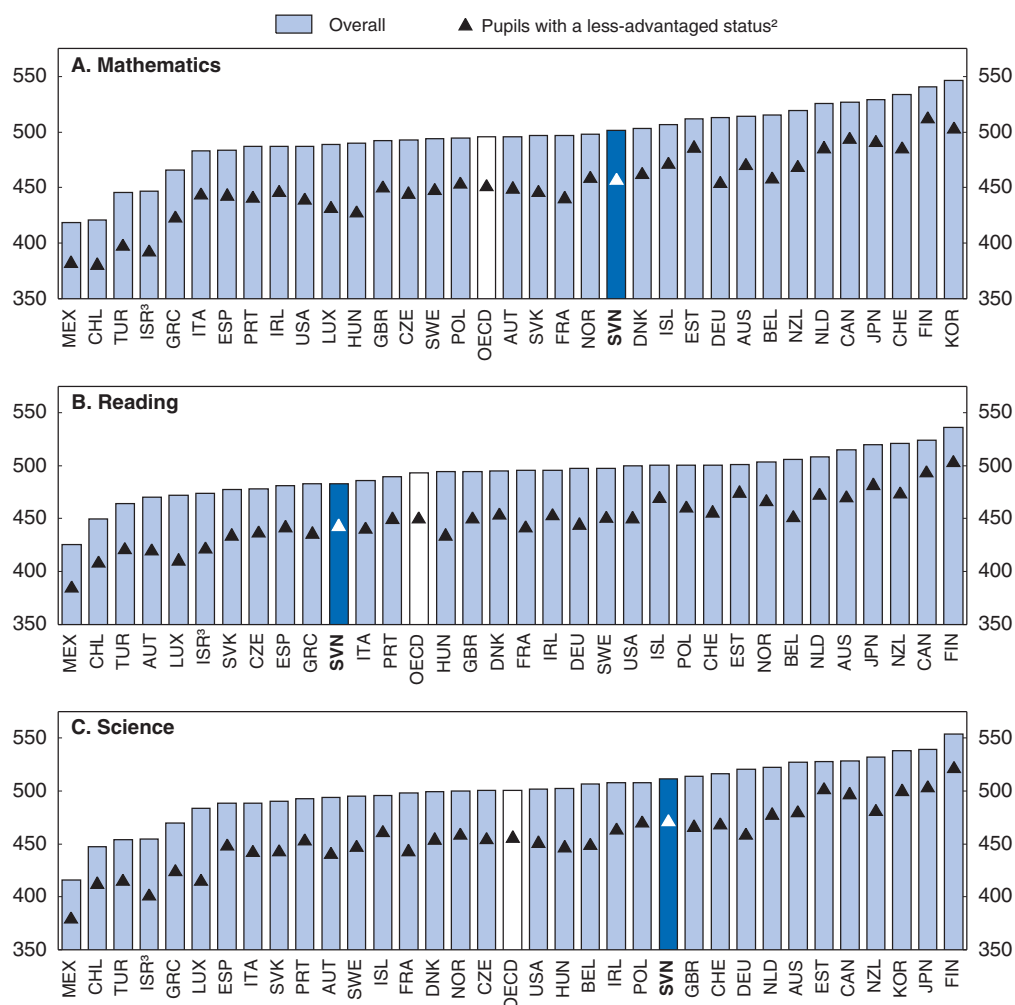 Overall
Pupils with a less-advantaged status²
A. Mathematics
550 550
500 500
450 450
400 400
350 350
MEX CHL TUR ISR³ GRC ITA ESP PRT IRL USA LUX HUN GBR CZE SWE POL OECD AUT SVK FRA NOR SVN DNK ISL EST DEU AUS BEL NZL NLD CAN JPN CHE FIN KOR
B. Reading
550 550
500 500
450 450
400 400
350 350
MEX CHL TUR AUT LUX ISR³ SVK CZE ESP GRC SVN ITA PRT OECD HUN GBR DNK FRA IRL DEU SWE USA ISL POL CHE EST NOR BEL NLD AUS JPN NZL CAN FIN
C. Science
550 550
500 500
450 450
400 400
350 350
MEX CHL TUR ISR³ GRC LUX ESP ITA SVK PRT AUT SWE ISL FRA DNK NOR CZE OECD USA HUN BEL IRL POL SVN GBR CHE DEU NLD AUS EST CAN NZL KOR JPN FIN